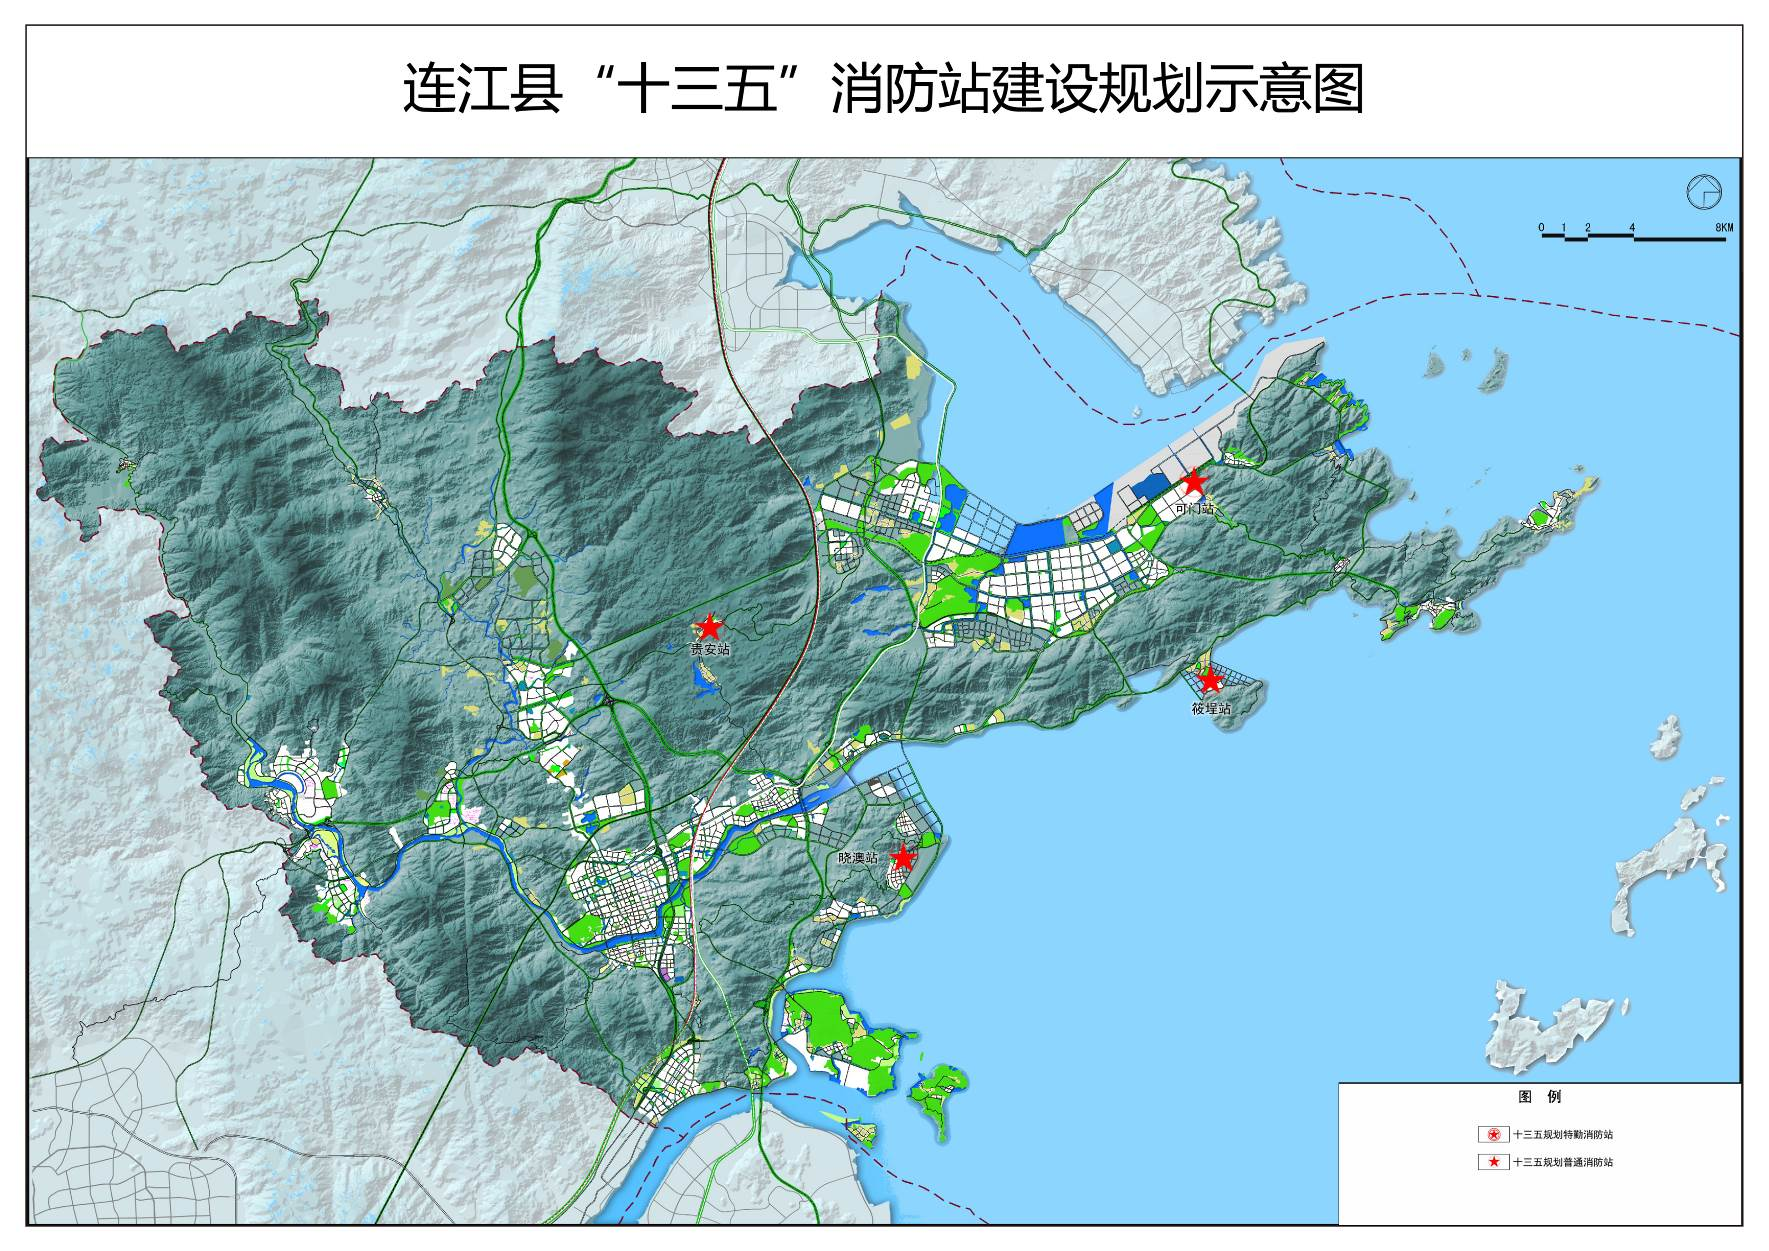 连江县“十三五”消防站建设规划示意图
0 1 2 4 8KM
可门站
贵安站
筱埕站
晓澳站
图 例
十三五规划特勤消防站
十三五规划普通消防站